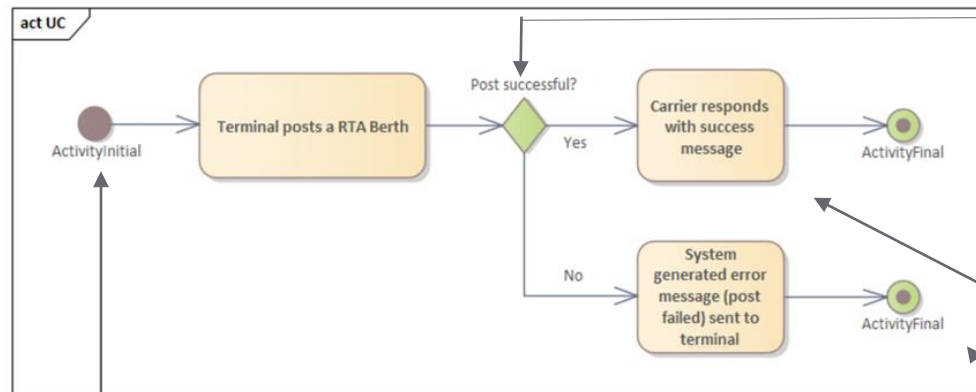 act UC
Post successful?
Terminal posts a RTA Berth
Carrier responds
with success
message
Yes
ActivityInitial
ActivityFinal
System
generated error
message (post
failed) sent to
terminal
No
ActivityFinal